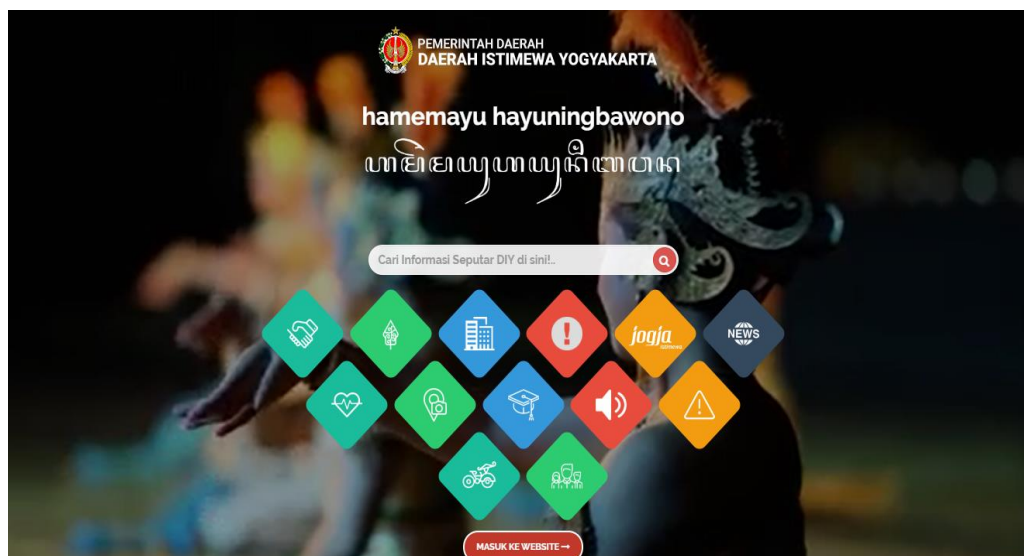 PEMERINTAH DAERAH
DAERAH ISTIMEWA YOGYAKARTA
hamemayu hayuningbawono
ꦲꦩꦼꦩꦪꦸꦲꦪꦸꦤꦶꦁꦧꦮꦤ
Cari Informasi Seputar DIY di sini!..
jogja
NEWS
MASUK KE WEBSITE →